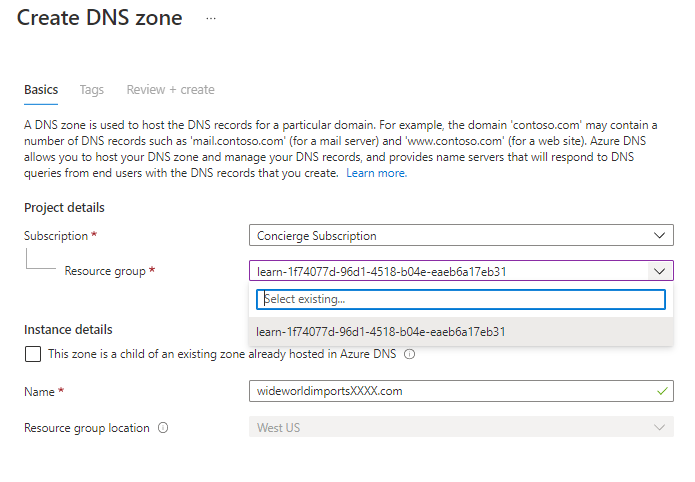 Create DNS zone ...
Basics Tags Review + create
A DNS zone is used to host the DNS records for a particular domain. For example, the domain 'contoso.com' may contain a
number of DNS records such as 'mail.contoso.com' (for a mail server) and 'www.contoso.com' (for a web site). Azure DNS
allows you to host your DNS zone and manage your DNS records, and provides name servers that will respond to DNS
queries from end users with the DNS records that you create. Learn more.
Project details
Subscription * Concierge Subscription
Resource group * learn-1f74077d-96d1-4518-b04e-eaeb6a17eb31
Select existing...
learn-1f74077d-96d1-4518-b04e-eaeb6a17eb31
Instance details
This zone is a child of an existing zone already hosted in Azure DNS
Name * wideworldimportsXXXX.com
Resource group location West US